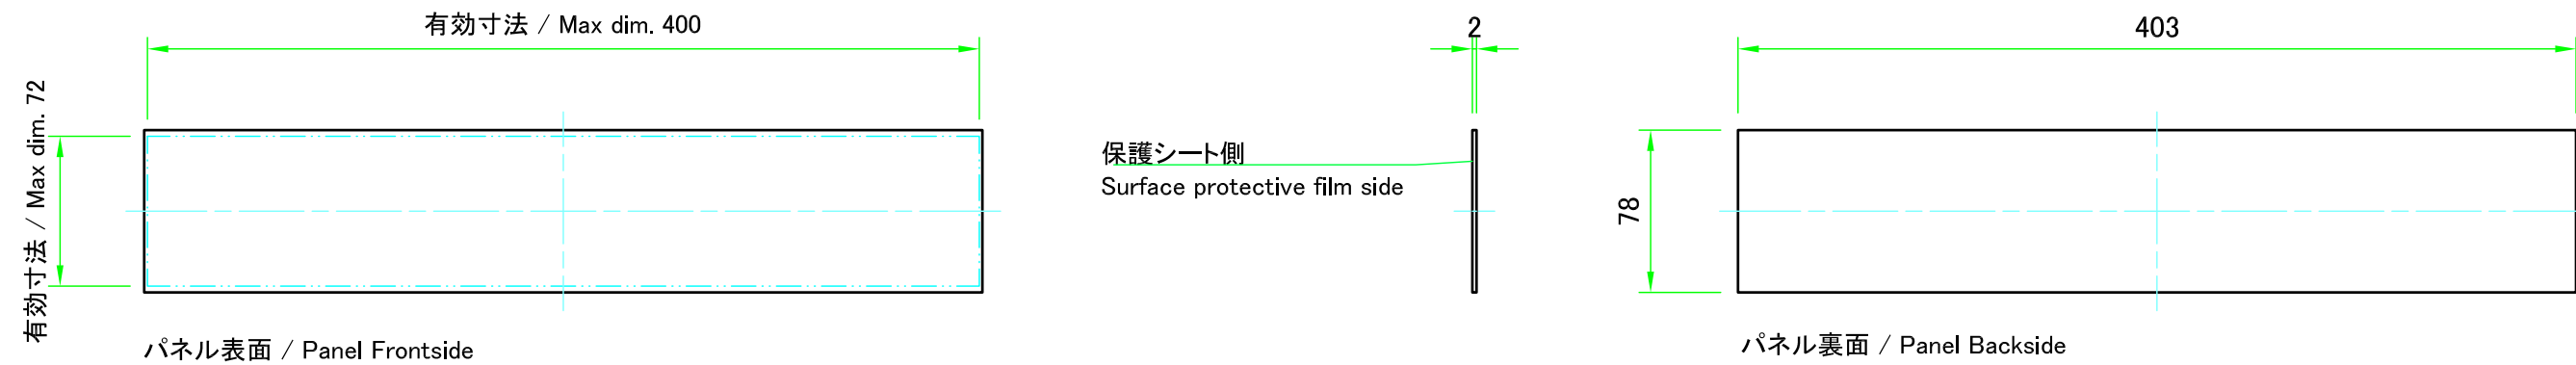 有効寸法 / Max dim. 400
有効寸法 / Max dim. 72
パネル表面 / Panel Frontside
2
保護シート側
Surface protective film side
403
78
パネル裏面 / Panel Backside